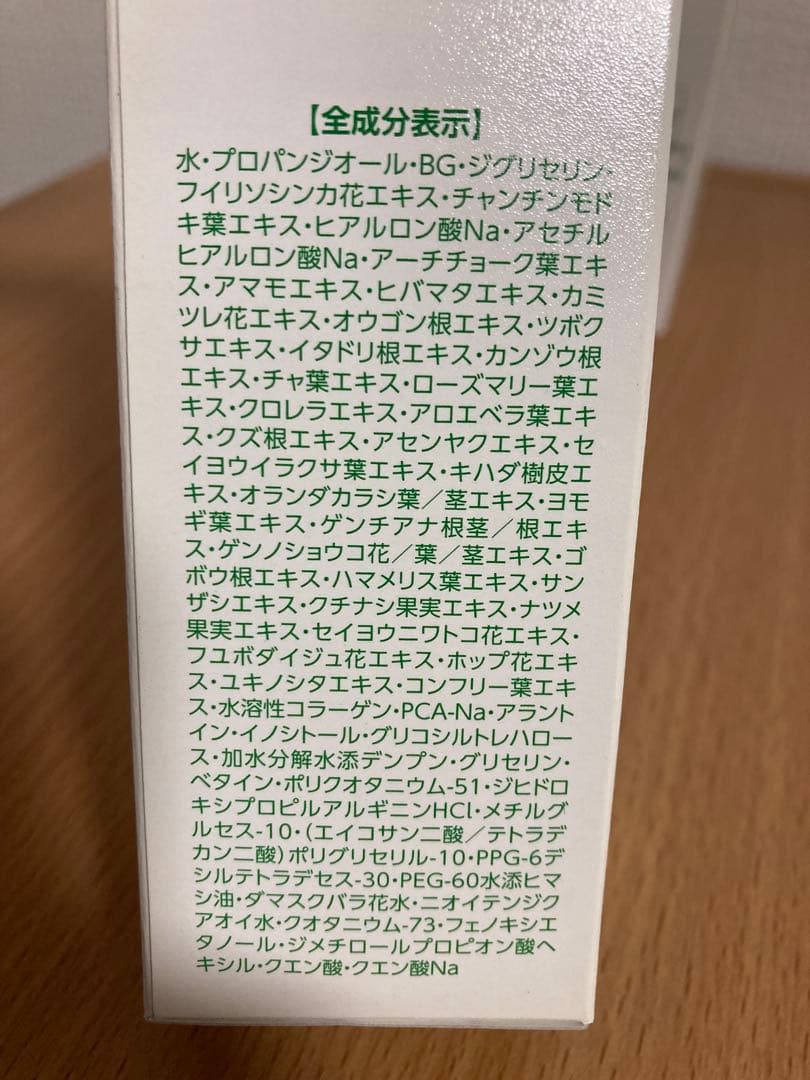 【全成分表示】
水・プロパンジオール・BG・ジグリセリン・
フイリソシンカ花エキス・チャンチンモド
キ葉エキス・ヒアルロン酸Na・アセチル
ヒアルロン酸Na・アーチチョーク葉エキ
ス・アマモエキス・ヒバマタエキス・カミ
ツレ花エキス・オウゴン根エキス・ツボク
サエキス・イタドリ根エキス・カンゾウ根
エキス・チャ葉エキス・ローズマリー葉エ
キス・クロレラエキス・アロエベラ葉エキ
ス・クズ根エキス・アセンヤクエキス・セ
イヨウイラクサ葉エキス・キハダ樹皮エ
キス・オランダカラシ葉／茎エキス・ヨモ
ギ葉エキス・ゲンチアナ根茎／根エキ
ス・ゲンノショウコ花／葉／茎エキス・ゴ
ボウ根エキス・ハマメリス葉エキス・サン
ザシエキス・クチナシ果実エキス・ナツメ
果実エキス・セイヨウニワトコ花エキス・
フユボダイジュ花エキス・ホップ花エキ
ス・ユキノシタエキス・コンフリー葉エキ
ス・水溶性コラーゲン・PCA-Na・アラント
イン・イノシトール・グリコシルトレハロー
ス・加水分解水添デンプン・グリセリン・
ベタイン・ポリクオタニウム-51・ジヒドロ
キシプロピルアルギニンHCl・メチルグ
ルセス-10・（エイコサン二酸／テトラデ
カン二酸）ポリグリセリル-10・PPG-6デ
シルテトラデセス-30・PEG-60水添ヒマ
シ油・ダマスクバラ花水・ニオイテンジク
アオイ水・クオタニウム-73・フェノキシエ
タノール・ジメチロールプロピオン酸ヘ
キシル・クエン酸・クエン酸Na